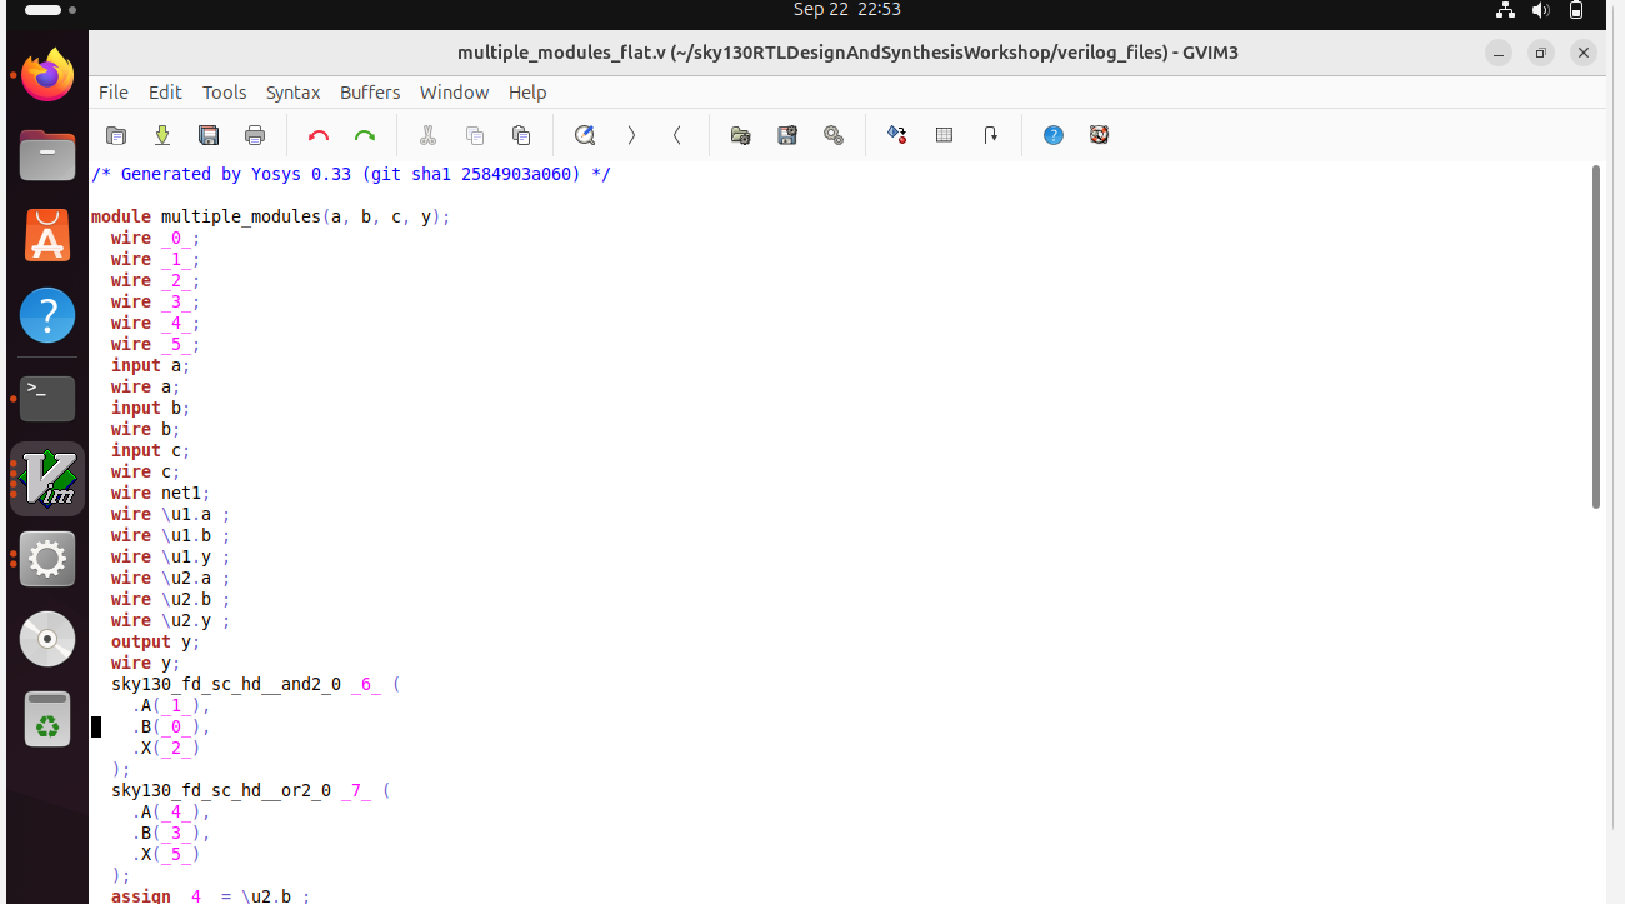 Sep 22 22:53
multiple_modules_flat.v (~/sky130RTLDesignAndSynthesisWorkshop/verilog_files) - GVIM3
File Edit Tools Syntax Buffers Window Help
/* Generated by Yosys 0.33 (git sha1 2584903a060) */
module multiple_modules(a, b, c, y);
wire _0_;
wire _1_;
wire _2_;
wire _3_;
wire _4_;
wire _5_;
input a;
wire a;
input b;
wire b;
input c;
wire c;
wire net1;
wire \u1.a ;
wire \u1.b ;
wire \u1.y ;
wire \u2.a ;
wire \u2.b ;
wire \u2.y ;
output y;
wire y;
sky130_fd_sc_hd__and2_0 _6_ (
.A(_1_),
.B(_0_),
.X(_2_)
);
sky130_fd_sc_hd__or2_0 _7_ (
.A(_4_),
.B(_3_),
.X(_5_)
);
assign _4_ = \u2.b ;